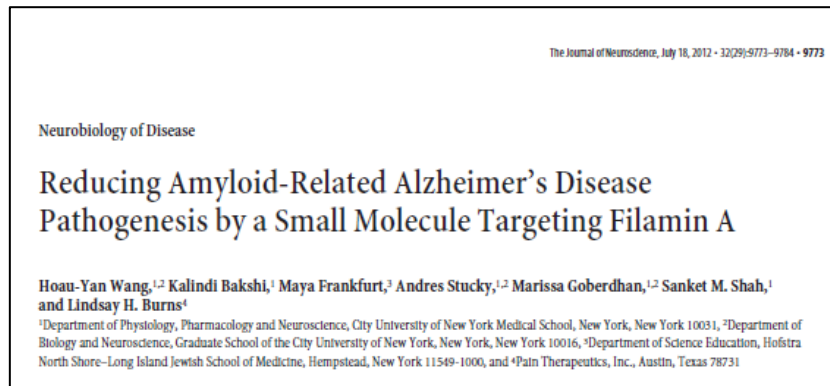 The Journal of Neuroscience, July 18, 2012 • 32(29):9773–9784 • 9773
Neurobiology of Disease
Reducing Amyloid-Related Alzheimer’s Disease
Pathogenesis by a Small Molecule Targeting Filamin A
Hoau-Yan Wang,1,2 Kalindi Bakshi,1 Maya Frankfurt,3 Andres Stucky,1,2 Marissa Goberdhan,1,2 Sanket M. Shah,1
and Lindsay H. Burns4
1Department of Physiology, Pharmacology and Neuroscience, City University of New York Medical School, New York, New York 10031, 2Department of
Biology and Neuroscience, Graduate School of the City University of New York, New York, New York 10016, 3Department of Science Education, Hofstra
North Shore–Long Island Jewish School of Medicine, Hempstead, New York 11549-1000, and 4Pain Therapeutics, Inc., Austin, Texas 78731